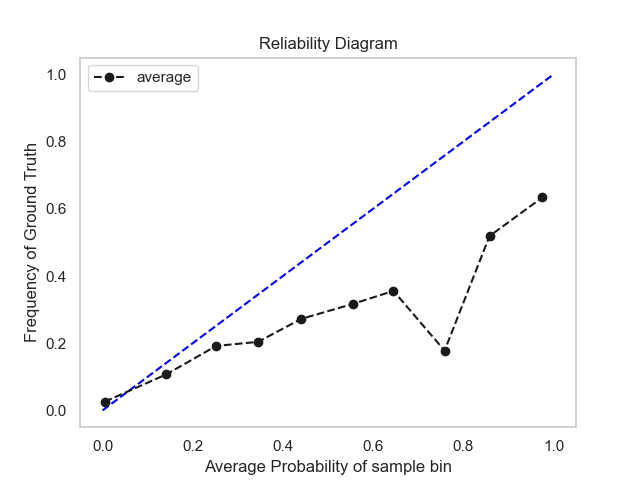 Reliability Diagram
average
Frequency of Ground Truth
1.0
0.8
0.6
0.4
0.2
0.0
0.0 0.2 0.4 0.6 0.8 1.0
Average Probability of sample bin